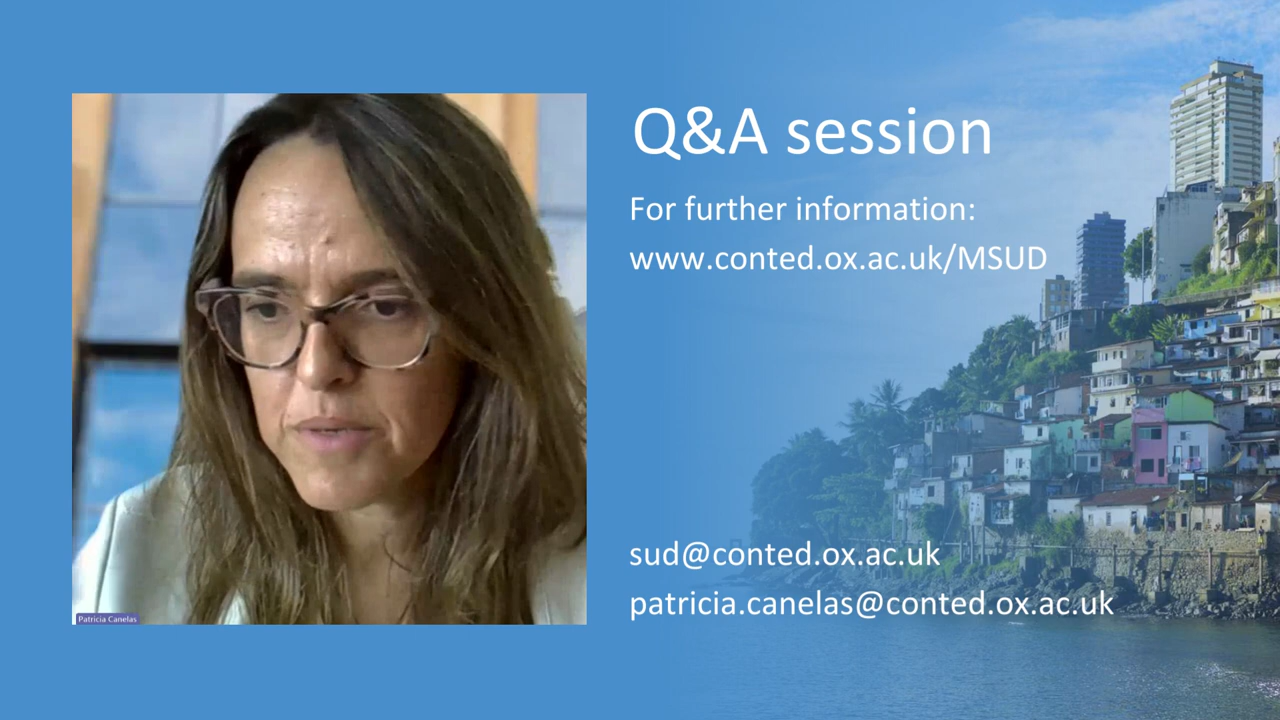 Q&A session
For further information:
www.conted.ox.ac.uk/MSUD
sud@conted.ox.ac.uk
patricia.canelas@conted.ox.ac.uk
Patricia Canelas